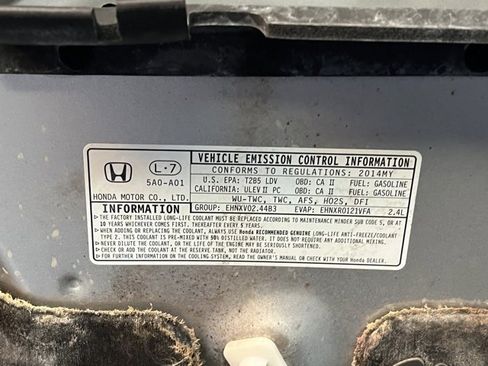 VEHICLE EMISSION CONTROL INFORMATION
L-7
CONFORMS TO REGULATIONS: 2014MY
5A0-A01
U.S. EPA: T2B5 LDV OBD: CA II FUEL: GASOLINE
CALIFORNIA: ULEV II PC OBD: CA II FUEL: GASOLINE
HONDA MOTOR CO., LTD.
WU-TWC, TWC, AFS, HO2S, DFI
INFORMATION
GROUP: EHNXV02.44B3 EVAP: EHNXR0121VFA 2.4L
THE FACTORY INSTALLED LONG-LIFE COOLANT MUST BE REPLACED ACCORDING TO MAINTENANCE MINDER SUB CODE 5, OR AT
10 YEARS WHICHEVER COMES FIRST. THEREAFTER EVERY 5 YEARS.
WHEN ADDING OR REPLACING THE COOLANT, ALWAYS USE Honda RECOMMENDED GENUINE LONG-LIFE ANTI-FREEZE/COOLANT
TYPE 2. THIS COOLANT IS PRE-MIXED WITH 50% DISTILLED WATER. IT DOES NOT REQUIRE ANY ADDITIONAL MIXING.
NEVER DILUTE THE COOLANT, OR THE LIFE OF THE ENGINE MAY BE SERIOUSLY SHORTENED.
CHECK OR ADD COOLANT AT THE RESERVE TANK, NOT THE RADIATOR.
FOR FURTHER INFORMATION ON THE COOLING SYSTEM, READ THE OWNER'S MANUAL OR CONTACT YOUR Honda DEALER.